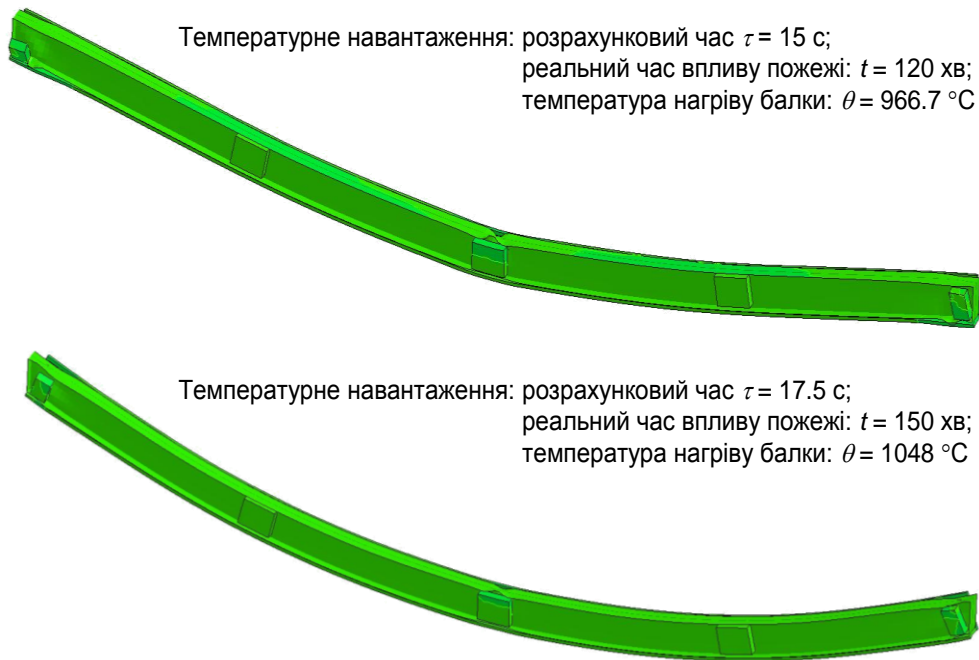 Температурне навантаження: розрахунковий час τ = 15 с;
реальний час впливу пожежі: t = 120 хв;
температура нагріву балки: θ = 966.7 °С
Температурне навантаження: розрахунковий час τ = 17.5 с;
реальний час впливу пожежі: t = 150 хв;
температура нагріву балки: θ = 1048 °С